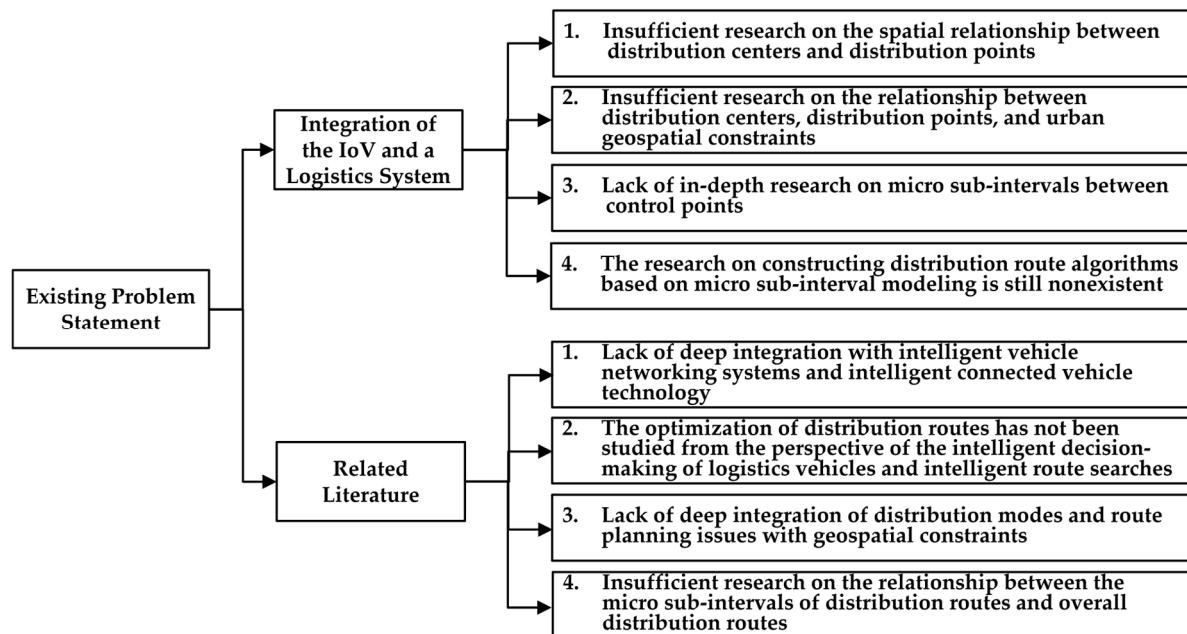 Existing Problem
Statement
Integration of
the IoV and a
Logistics System
1. Insufficient research on the spatial relationship between
distribution centers and distribution points
2. Insufficient research on the relationship between
distribution centers, distribution points, and urban
geospatial constraints
3. Lack of in-depth research on micro sub-intervals between
control points
4. The research on constructing distribution route algorithms
based on micro sub-interval modeling is still nonexistent
Related
Literature
1. Lack of deep integration with intelligent vehicle
networking systems and intelligent connected vehicle
technology
2. The optimization of distribution routes has not been
studied from the perspective of the intelligent decision-
making of logistics vehicles and intelligent route searches
3. Lack of deep integration of distribution modes and route
planning issues with geospatial constraints
4. Insufficient research on the relationship between the
micro sub-intervals of distribution routes and overall
distribution routes